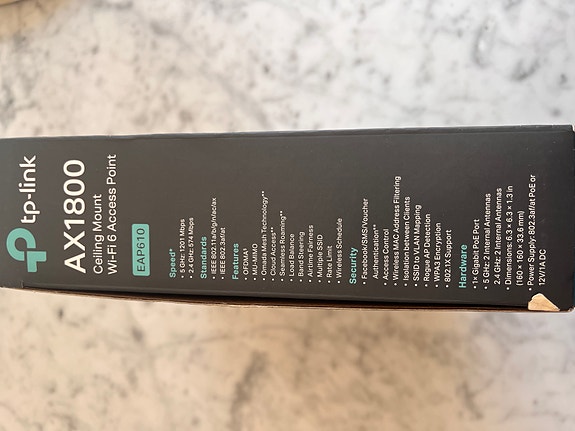 tp-link
AX1800
Ceiling Mount
Wi-Fi 6 Access Point
EAP610
Speed†
• 5 GHz: 1201 Mbps
• 2.4 GHz: 574 Mbps
Standards
• IEEE 802.11a/b/g/n/ac/ax
• IEEE 802.3af/at
Features
• OFDMA‡
• MU-MIMO‡
• Omada Mesh Technology**
• Cloud Access**
• Seamless Roaming**
• Load Balance
• Band Steering
• Airtime Fairness
• Multiple SSID
• Rate Limit
• Wireless Schedule
Security
• Facebook/SMS/Voucher
Authentication**
• Access Control
• Wireless MAC Address Filtering
• Isolation between Clients
• SSID to VLAN Mapping
• Rogue AP Detection
• WPA3 Encryption
• 802.1X Support
Hardware
• 1× Gigabit PoE Port
• 5 GHz: 2 Internal Antennas
2.4 GHz: 2 Internal Antennas
• Dimensions: 6.3 × 6.3 × 1.3 in
(160 × 160 × 33.6 mm)
• Power Supply: 802.3af/at PoE or
12V/1A DC